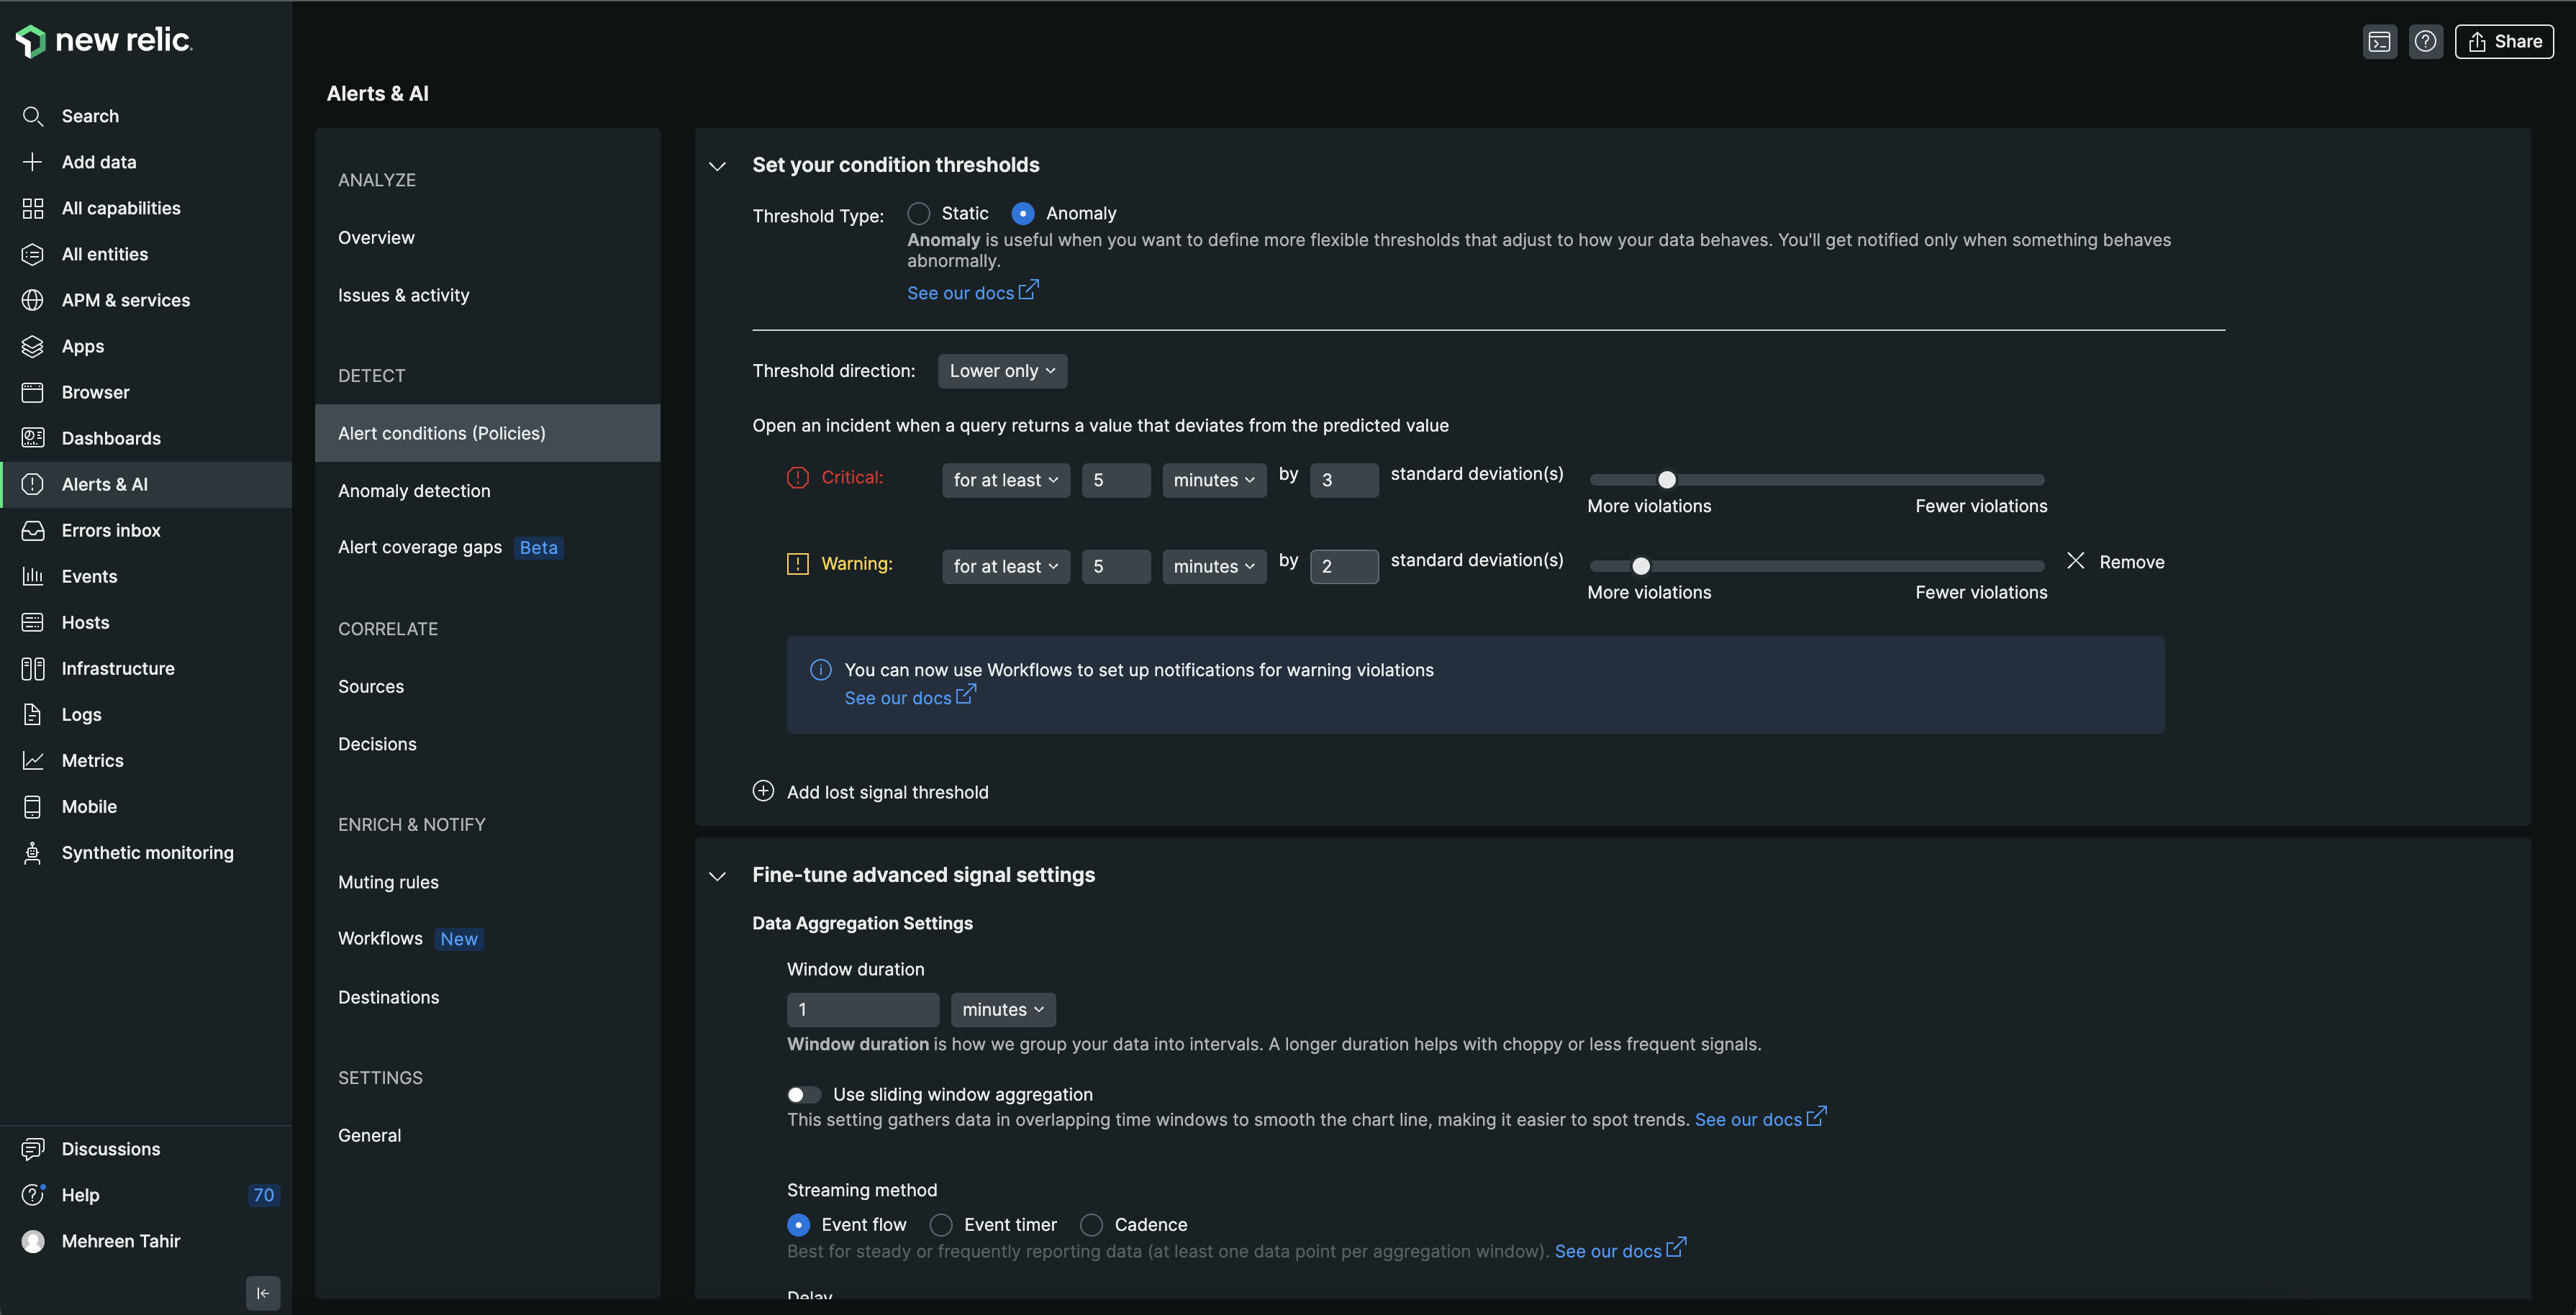 new relic.
Search
Add data
All capabilities
All entities
APM & services
Apps
Browser
Dashboards
Alerts & AI
Errors inbox
Events
Hosts
Infrastructure
Logs
Metrics
Mobile
Synthetic monitoring
Discussions
Help 70
Mehreen Tahir
Share
Alerts & AI
ANALYZE
Overview
Issues & activity
DETECT
Alert conditions (Policies)
Anomaly detection
Alert coverage gaps Beta
CORRELATE
Sources
Decisions
ENRICH & NOTIFY
Muting rules
Workflows New
Destinations
SETTINGS
General
Set your condition thresholds
Threshold Type: Static Anomaly
Anomaly is useful when you want to define more flexible thresholds that adjust to how your data behaves. You'll get notified only when something behaves
abnormally.
See our docs
Threshold direction: Lower only
Open an incident when a query returns a value that deviates from the predicted value
Critical: for at least 5 minutes by 3 standard deviation(s)
More violations Fewer violations
Warning: for at least 5 minutes by 2 standard deviation(s) Remove
More violations Fewer violations
You can now use Workflows to set up notifications for warning violations
See our docs
Add lost signal threshold
Fine-tune advanced signal settings
Data Aggregation Settings
Window duration
1 minutes
Window duration is how we group your data into intervals. A longer duration helps with choppy or less frequent signals.
Use sliding window aggregation
This setting gathers data in overlapping time windows to smooth the chart line, making it easier to spot trends. See our docs
Streaming method
Event flow Event timer Cadence
Best for steady or frequently reporting data (at least one data point per aggregation window). See our docs
Delay